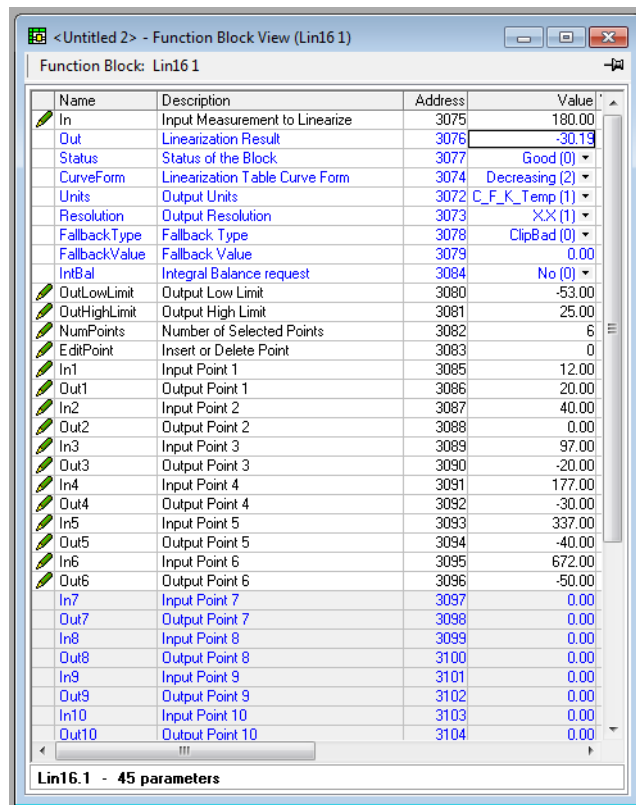 <Untitled 2> - Function Block View (Lin16 1)
Function Block: Lin16 1
Name Description Address Value
In Input Measurement to Linearize 3075 180.00
Out Linearization Result 3076 -30.19
Status Status of the Block 3077 Good (0)
CurveForm Linearization Table Curve Form 3074 Decreasing (2)
Units Output Units 3072 C_F_K_Temp (1)
Resolution Output Resolution 3073 X.X (1)
FallbackType Fallback Type 3078 ClipBad (0)
FallbackValue Fallback Value 3079 0.00
IntBal Integral Balance request 3084 No (0)
OutLowLimit Output Low Limit 3080 -53.00
OutHighLimit Output High Limit 3081 25.00
NumPoints Number of Selected Points 3082 6
EditPoint Insert or Delete Point 3083 0
In1 Input Point 1 3085 12.00
Out1 Output Point 1 3086 20.00
In2 Input Point 2 3087 40.00
Out2 Output Point 2 3088 0.00
In3 Input Point 3 3089 97.00
Out3 Output Point 3 3090 -20.00
In4 Input Point 4 3091 177.00
Out4 Output Point 4 3092 -30.00
In5 Input Point 5 3093 337.00
Out5 Output Point 5 3094 -40.00
In6 Input Point 6 3095 672.00
Out6 Output Point 6 3096 -50.00
In7 Input Point 7 3097 0.00
Out7 Output Point 7 3098 0.00
In8 Input Point 8 3099 0.00
Out8 Output Point 8 3100 0.00
In9 Input Point 9 3101 0.00
Out9 Output Point 9 3102 0.00
In10 Input Point 10 3103 0.00
Out10 Output Point 10 3104 0.00
Lin16.1 - 45 parameters